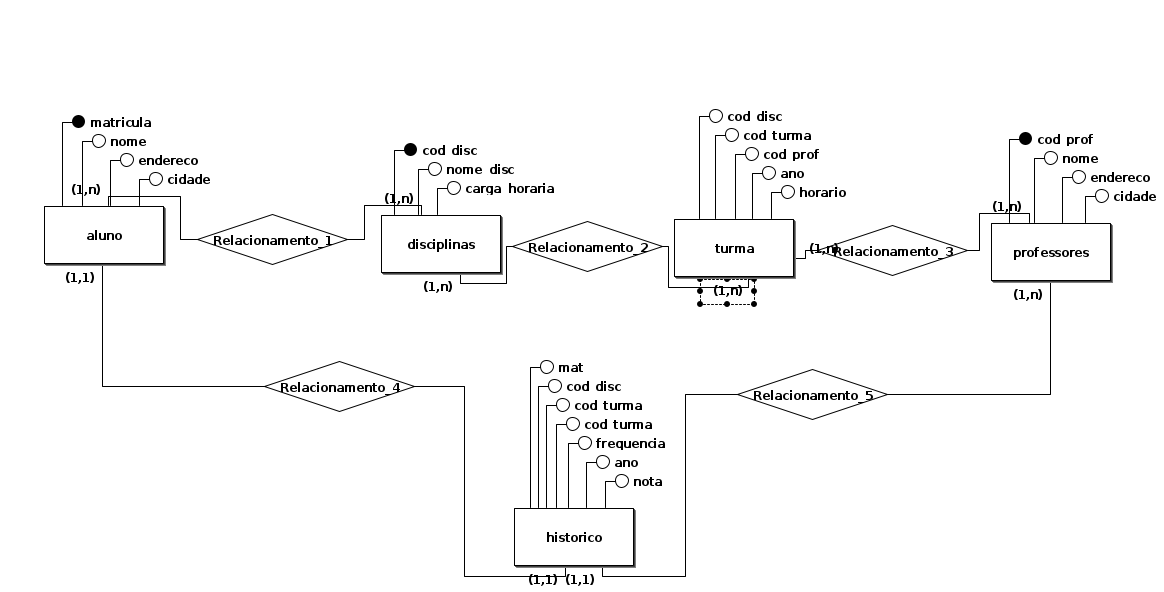 matricula
nome
endereco
cidade
(1,n)
aluno
(1,1)
Relacionamento_1
cod disc
nome disc
carga horaria
(1,n)
disciplinas
(1,n)
Relacionamento_2
cod disc
cod turma
cod prof
ano
horario
turma
(1,n)
(1,n)
Relacionamento_3
cod prof
nome
endereco
cidade
(1,n)
professores
(1,n)
Relacionamento_4
mat
cod disc
cod turma
cod turma
frequencia
ano
nota
historico
(1,1) (1,1)
Relacionamento_5